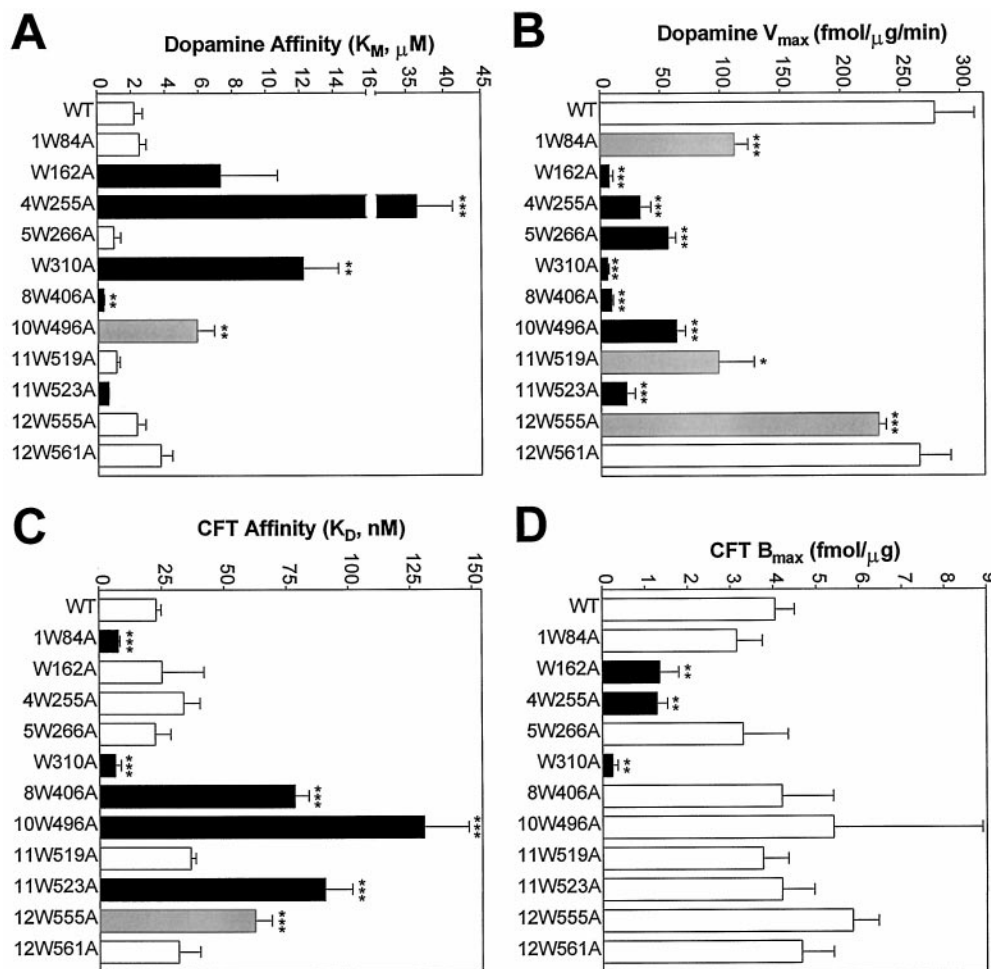 A
Dopamine Affinity (KM, μM)
0 2 4 6 8 10 12 14 16 35 40 45
WT
1W84A
W162A
4W255A
***
5W266A
W310A
**
8W406A
**
10W496A
**
11W519A
11W523A
12W555A
12W561A
B
Dopamine Vmax (fmol/μg/min)
0 50 100 150 200 250 300
WT
1W84A
***
W162A
***
4W255A
***
5W266A
***
W310A
***
8W406A
***
10W496A
***
11W519A
*
11W523A
***
12W555A
***
12W561A
C
CFT Affinity (KD, nM)
0 25 50 75 100 125 150
WT
1W84A
***
W162A
4W255A
5W266A
W310A
***
8W406A
***
10W496A
***
11W519A
11W523A
***
12W555A
***
12W561A
D
CFT Bmax (fmol/μg)
0 1 2 3 4 5 6 7 8 9
WT
1W84A
W162A
**
4W255A
**
5W266A
W310A
**
8W406A
10W496A
11W519A
11W523A
12W555A
12W561A